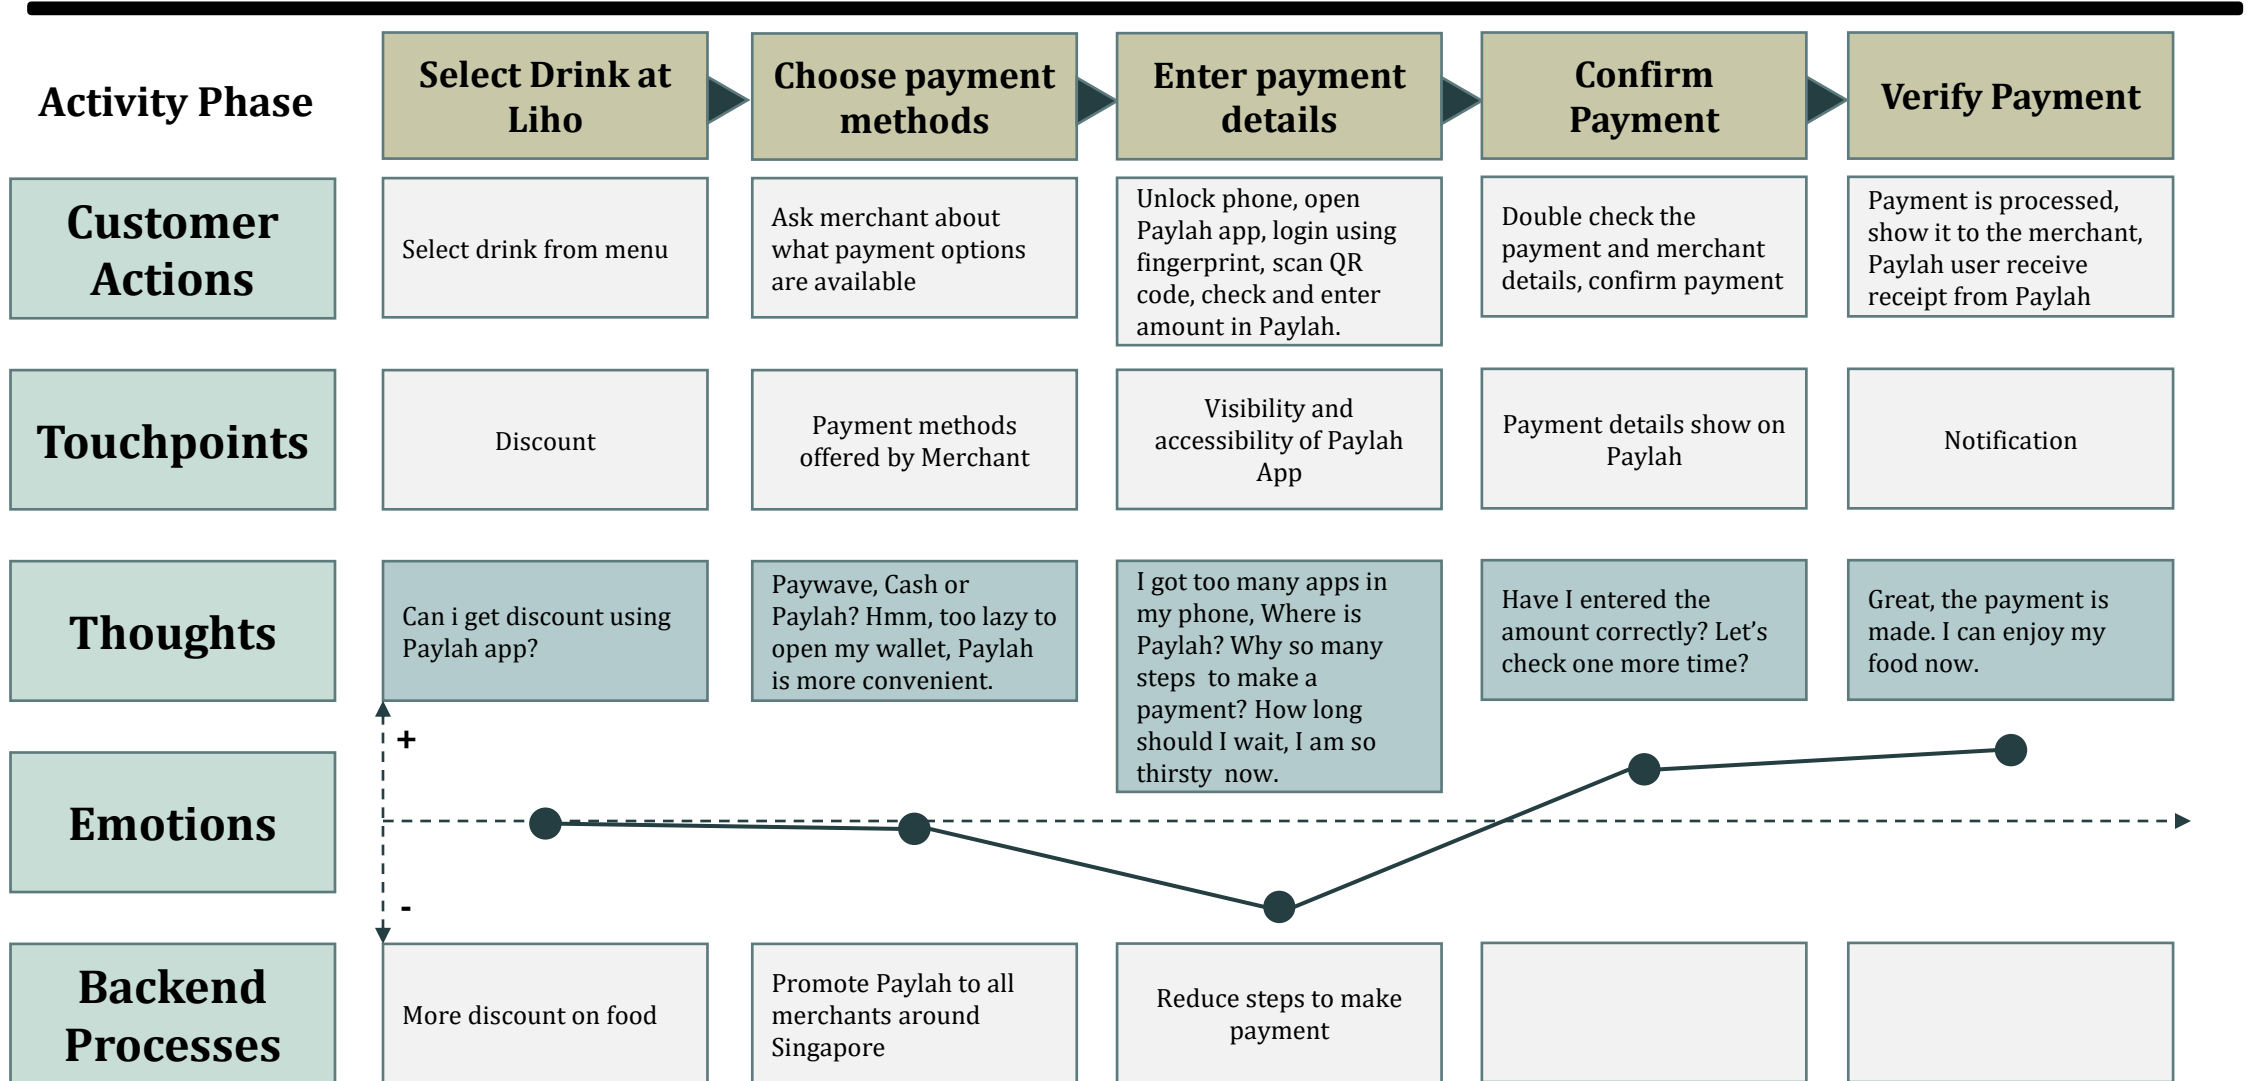 Activity Phase
Select Drink at
Liho
Choose payment
methods
Enter payment
details
Confirm
Payment
Verify Payment
Customer
Actions
Select drink from menu
Ask merchant about
what payment options
are available
Unlock phone, open
Paylah app, login using
fingerprint, scan QR
code, check and enter
amount in Paylah.
Double check the
payment and merchant
details, confirm payment
Payment is processed,
show it to the merchant,
Paylah user receive
receipt from Paylah
Touchpoints
Discount
Payment methods
offered by Merchant
Visibility and
accessibility of Paylah
App
Payment details show on
Paylah
Notification
Thoughts
Can i get discount using
Paylah app?
Paywave, Cash or
Paylah? Hmm, too lazy to
open my wallet, Paylah
is more convenient.
I got too many apps in
my phone, Where is
Paylah? Why so many
steps  to make a
payment? How long
should I wait, I am so
thirsty  now.
Have I entered the
amount correctly? Let’s
check one more time?
Great, the payment is
made. I can enjoy my
food now.
Emotions
+
-
Backend
Processes
More discount on food
Promote Paylah to all
merchants around
Singapore
Reduce steps to make
payment